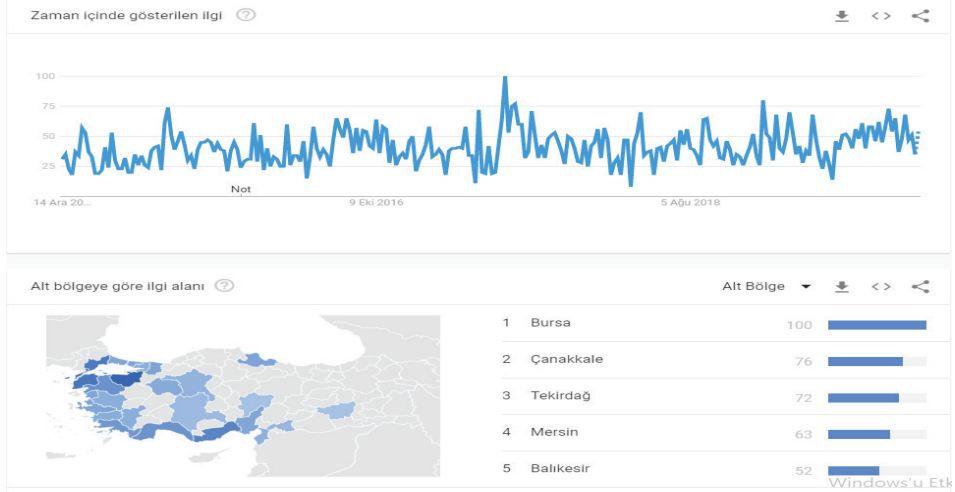 Zaman içinde gösterilen ilgi ?
100
75
50
25
Not
14 Ara 20...
9 Eki 2016
5 Ağu 2018
Alt bölgeye göre ilgi alanı ?
Alt Bölge
1 Bursa 100
2 Çanakkale 76
3 Tekirdağ 72
4 Mersin 63
5 Balıkesir 52
Windows'u Etk